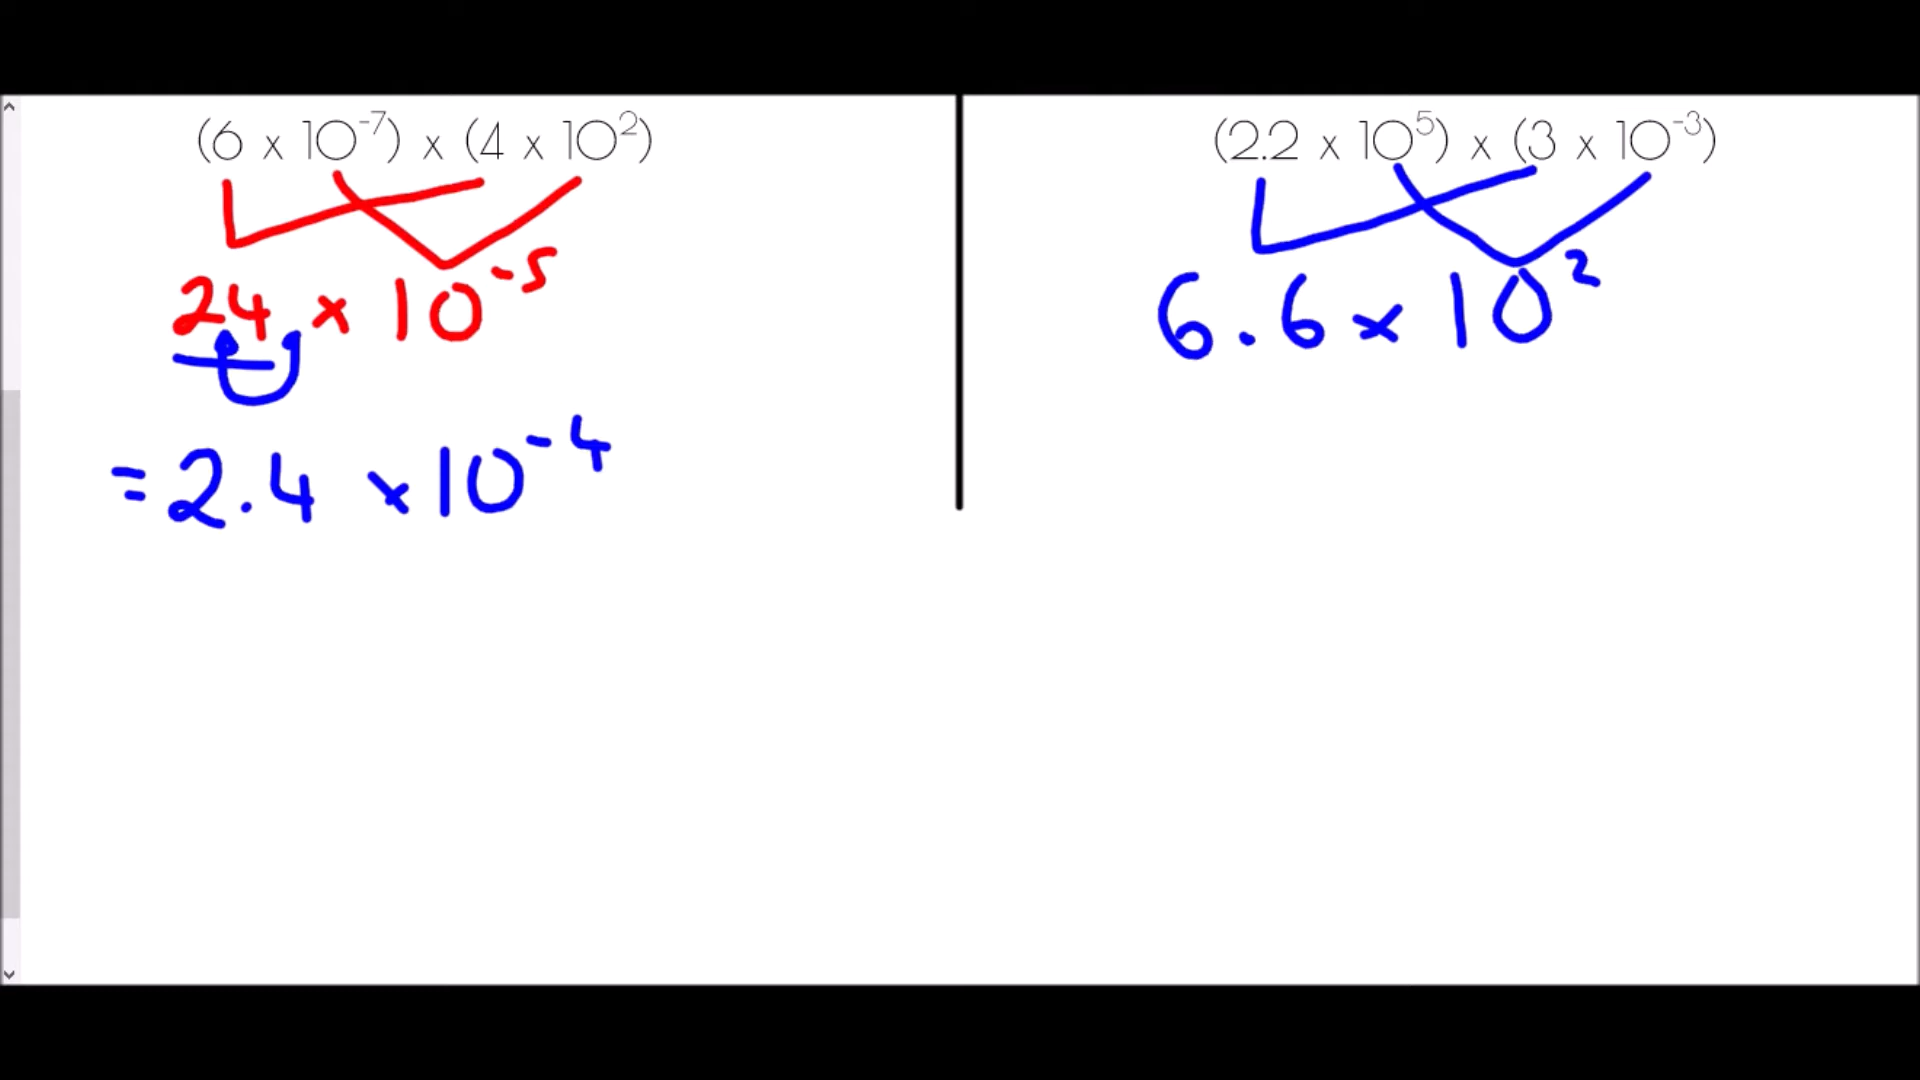 (6 x 10⁻⁷) x (4 x 10²)
24 x 10⁻⁵
= 2.4 x 10⁻⁴
(2.2 x 10⁵) x (3 x 10⁻³)
6.6 x 10²